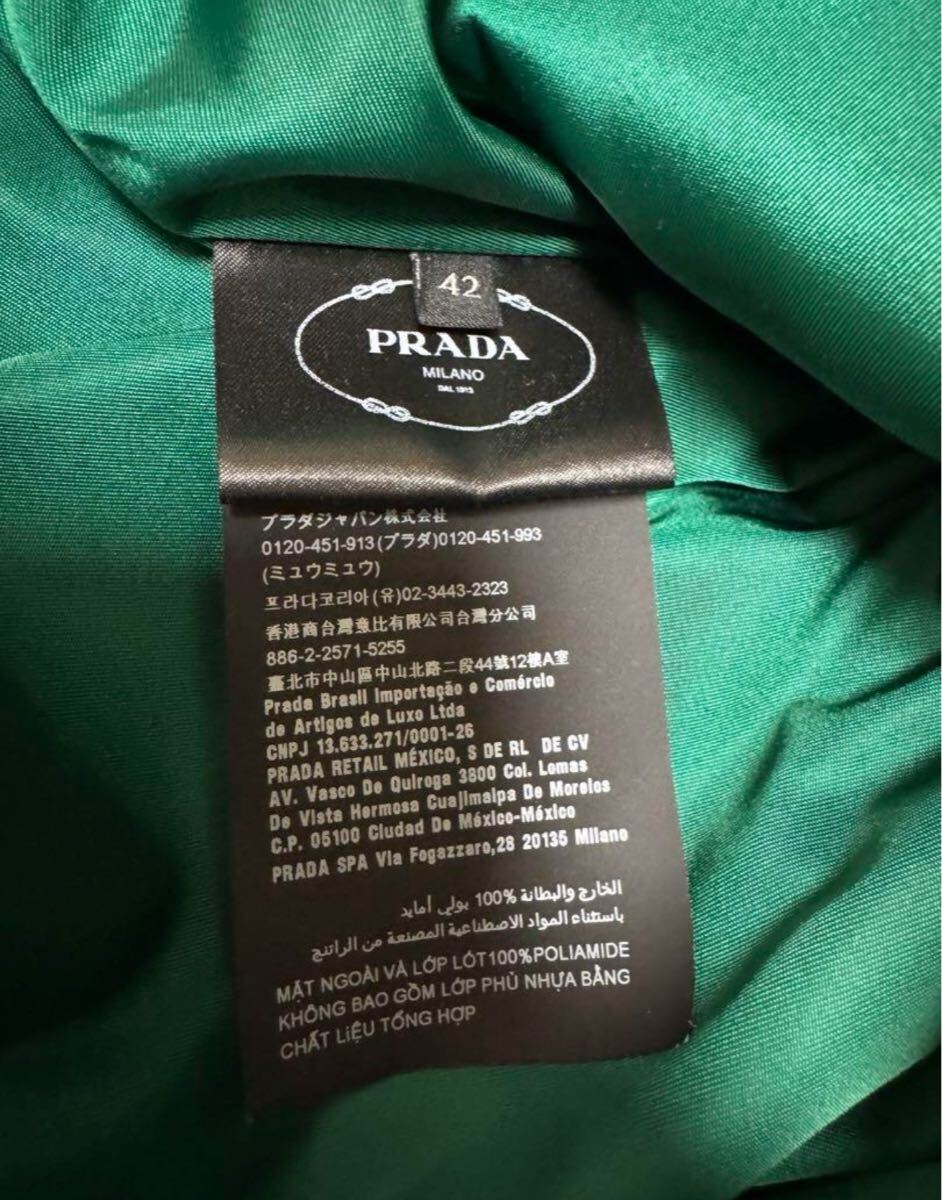 42
PRADA
MILANO
DAL 1913
プラダジャパン株式会社
0120-451-913(プラダ)0120-451-993
(ミュウミュウ)
프라다코리아(유)02-3443-2323
香港商台灣意比有限公司台灣分公司
886-2-2571-5255
臺北市中山區中山北路二段44號12樓A室
Prada Brasil Importação e Comércio
de Artigos de Luxo Ltda
CNPJ 13.633.271/0001-26
PRADA RETAIL MÉXICO, S DE RL DE CV
AV. Vasco De Quiroga 3800 Col. Lomas
De Vista Hermosa Cuajimalpa De Morelos
C.P. 05100 Ciudad De México-México
PRADA SPA Via Fogazzaro,28 20135 Milano
الخارج والبطانة %100 بولي أمايد
باستثناء المواد الاصطناعية المصنعة من الراتنج
MẶT NGOÀI VÀ LỚP LÓT100%POLIAMIDE
KHÔNG BAO GỒM LỚP PHỦ NHỰA BẰNG
CHẤT LIỆU TỔNG HỢP